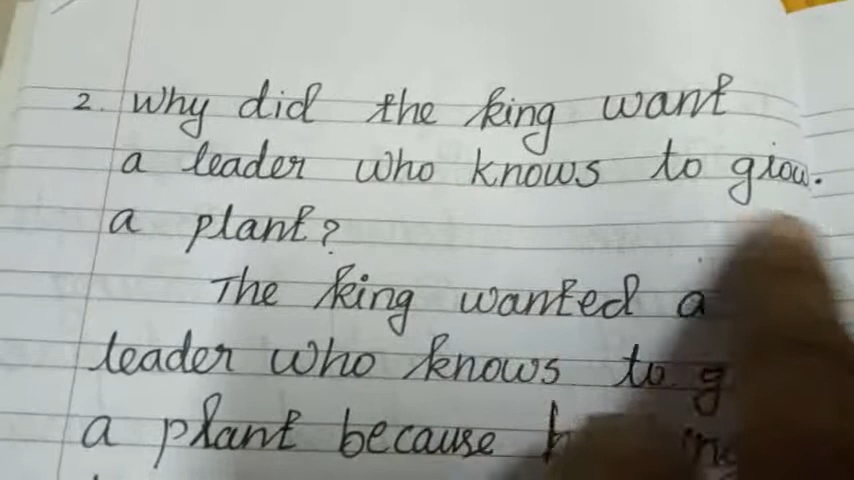 2. Why did the king want
a leader who knows to grow.
a plant?
The king wanted a
leader who knows to
a plant because